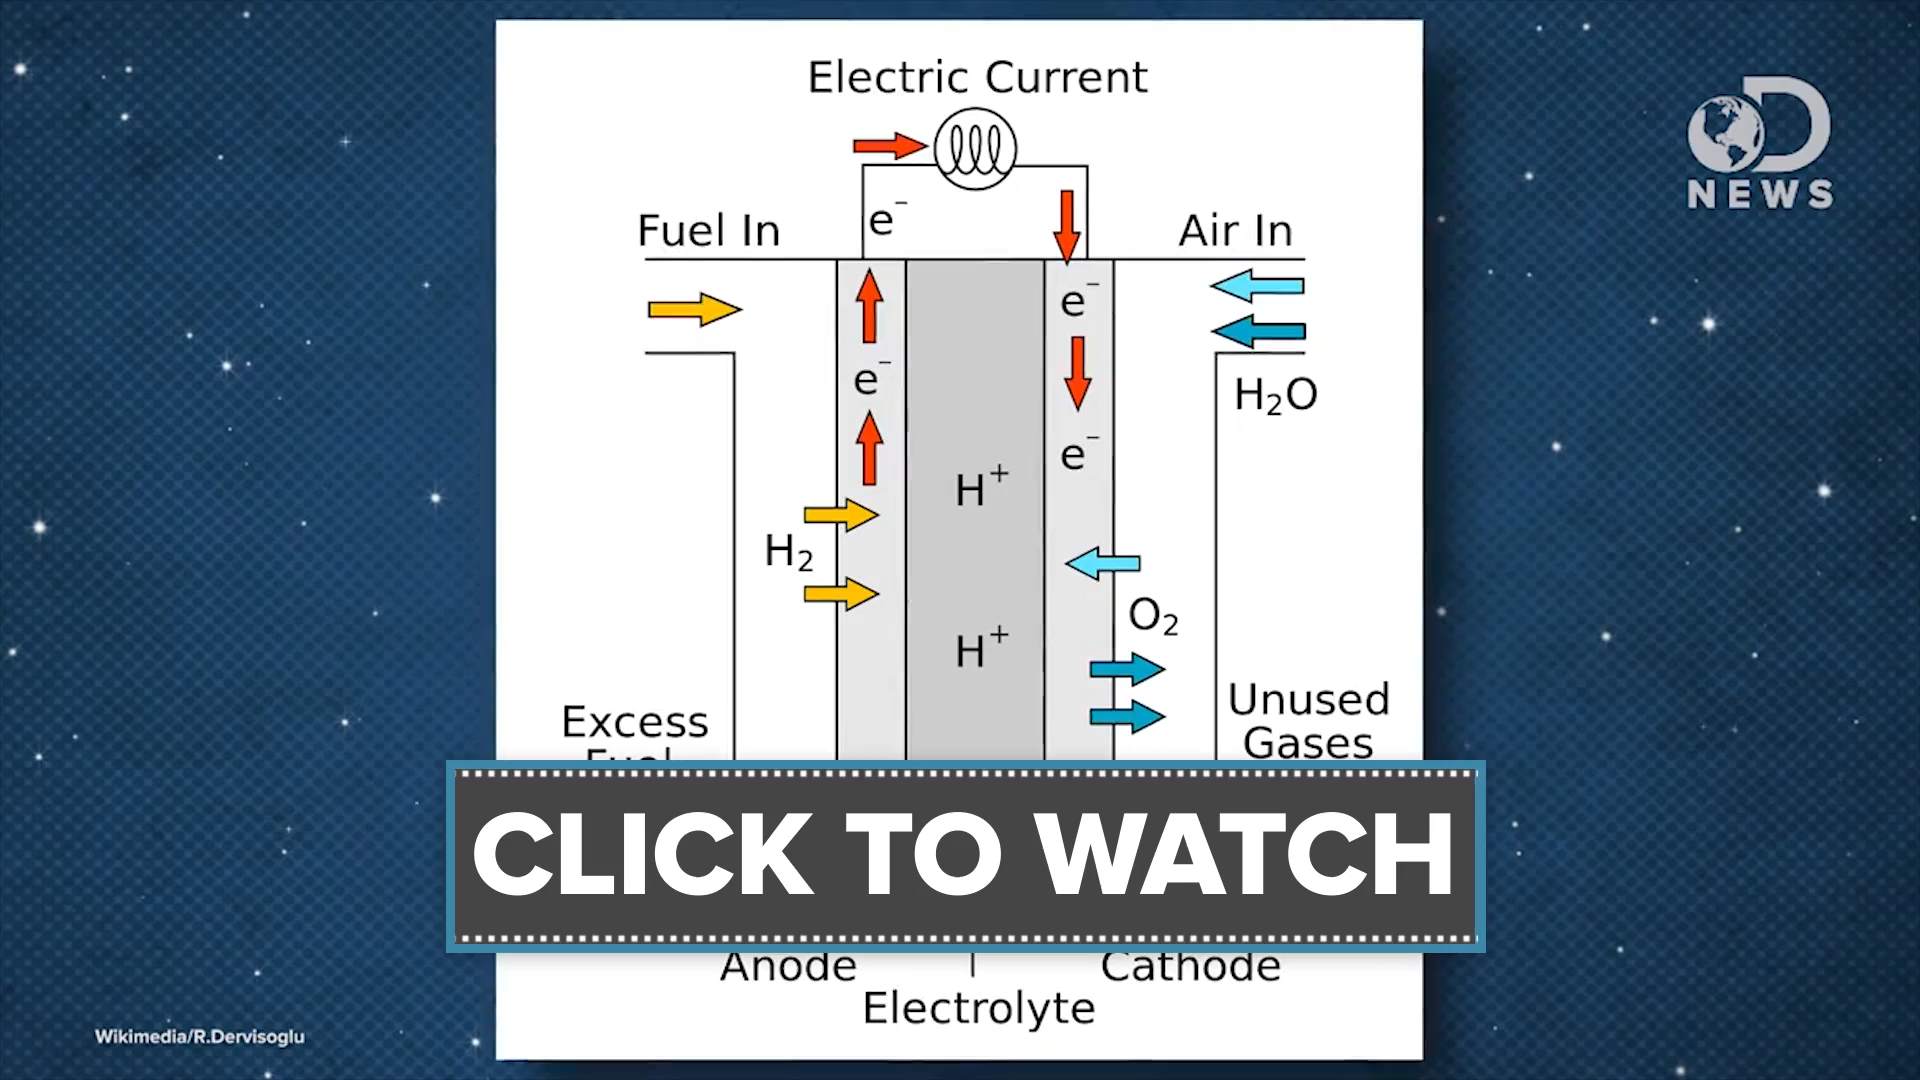 Electric Current
NEWS
e⁻
Fuel In
Air In
e⁻
e⁻
H₂O
e⁻
H⁺
H₂
O₂
H⁺
Excess
Fuel
Unused
Gases
CLICK TO WATCH
Anode
Cathode
Electrolyte
Wikimedia/R.Dervisoglu